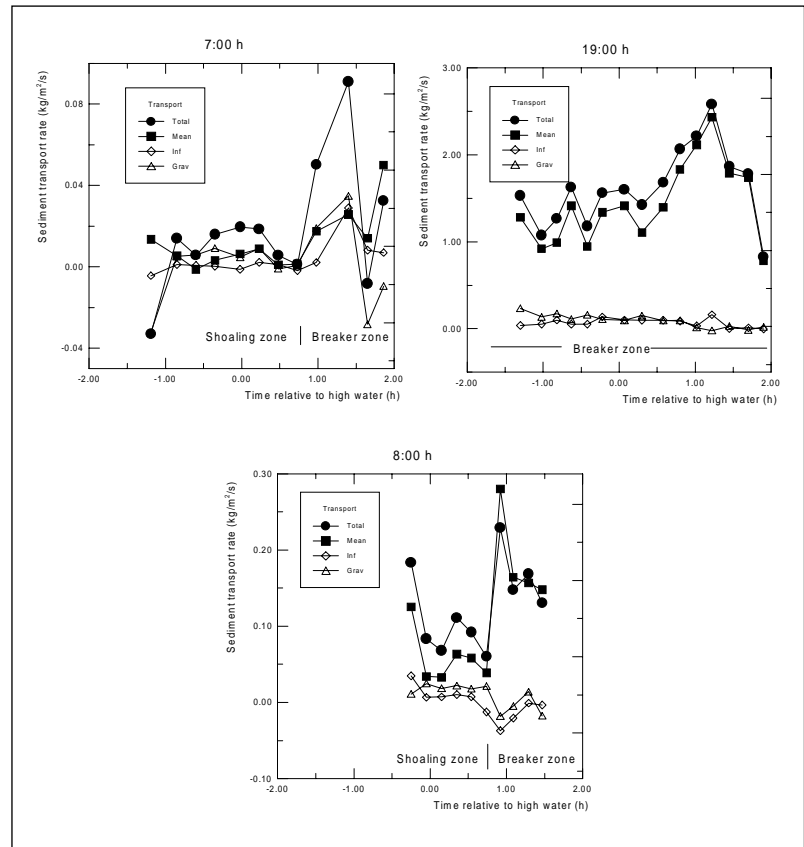 7:00 h
Sediment transport rate (kg/m²/s)
0.08
0.04
0.00
-0.04
Transport
Total
Mean
Inf
Grav
Shoaling zone
Breaker zone
-2.00 -1.00 0.00 1.00 2.00
Time relative to high water (h)
19:00 h
Sediment transport rate (kg/m²/s)
3.00
2.00
1.00
0.00
Transport
Total
Mean
Inf
Grav
Breaker zone
-2.00 -1.00 0.00 1.00 2.00
Time relative to high water (h)
8:00 h
Sediment transport rate (kg/m²/s)
0.30
0.20
0.10
0.00
-0.10
Transport
Total
Mean
Inf
Grav
Shoaling zone
Breaker zone
-2.00 -1.00 0.00 1.00 2.00
Time relative to high water (h)